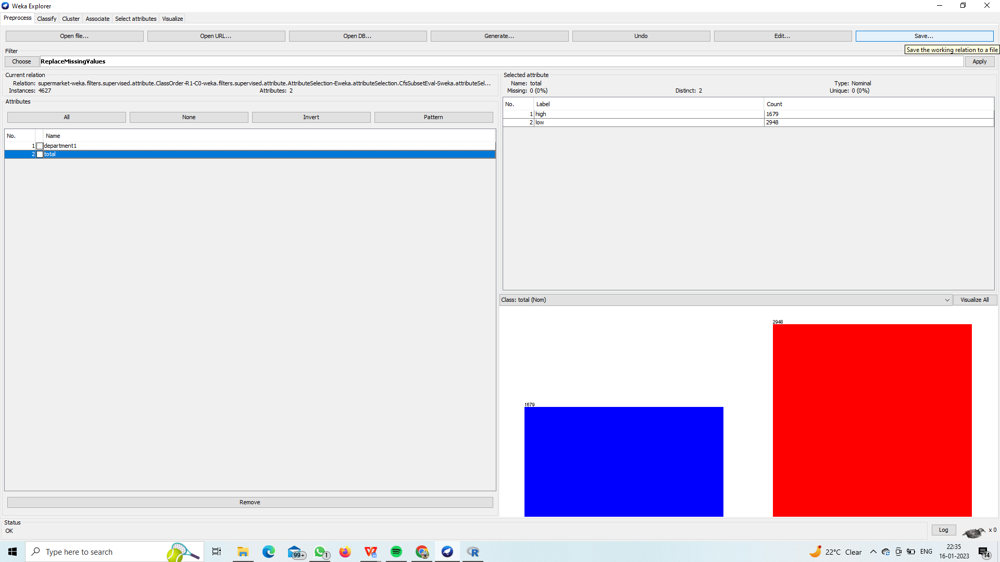 Weka Explorer
Preprocess Classify Cluster Associate Select attributes Visualize
Open file... Open URL... Open DB... Generate... Undo Edit... Save...
Save the working relation to a file
Filter
Choose ReplaceMissingValues Apply
Current relation
Relation: supermarket-weka.filters.supervised.attribute.ClassOrder-R1-C0-weka.filters.supervised.attribute.AttributeSelection-Eweka.attributeSelection.CfsSubsetEval-Sweka.attributeSel...
Instances: 4627 Attributes: 2
Attributes
All None Invert Pattern
No. Name
1 department1
2 total
Remove
Selected attribute
Name: total Type: Nominal
Missing: 0 (0%) Distinct: 2 Unique: 0 (0%)
No. Label Count
1 high 1679
2 low 2948
Class: total (Nom) Visualize All
2948
1679
Status
OK
Log x 0
Type here to search 99+ 1 22°C Clear ENG 22:35
16-01-2023 14